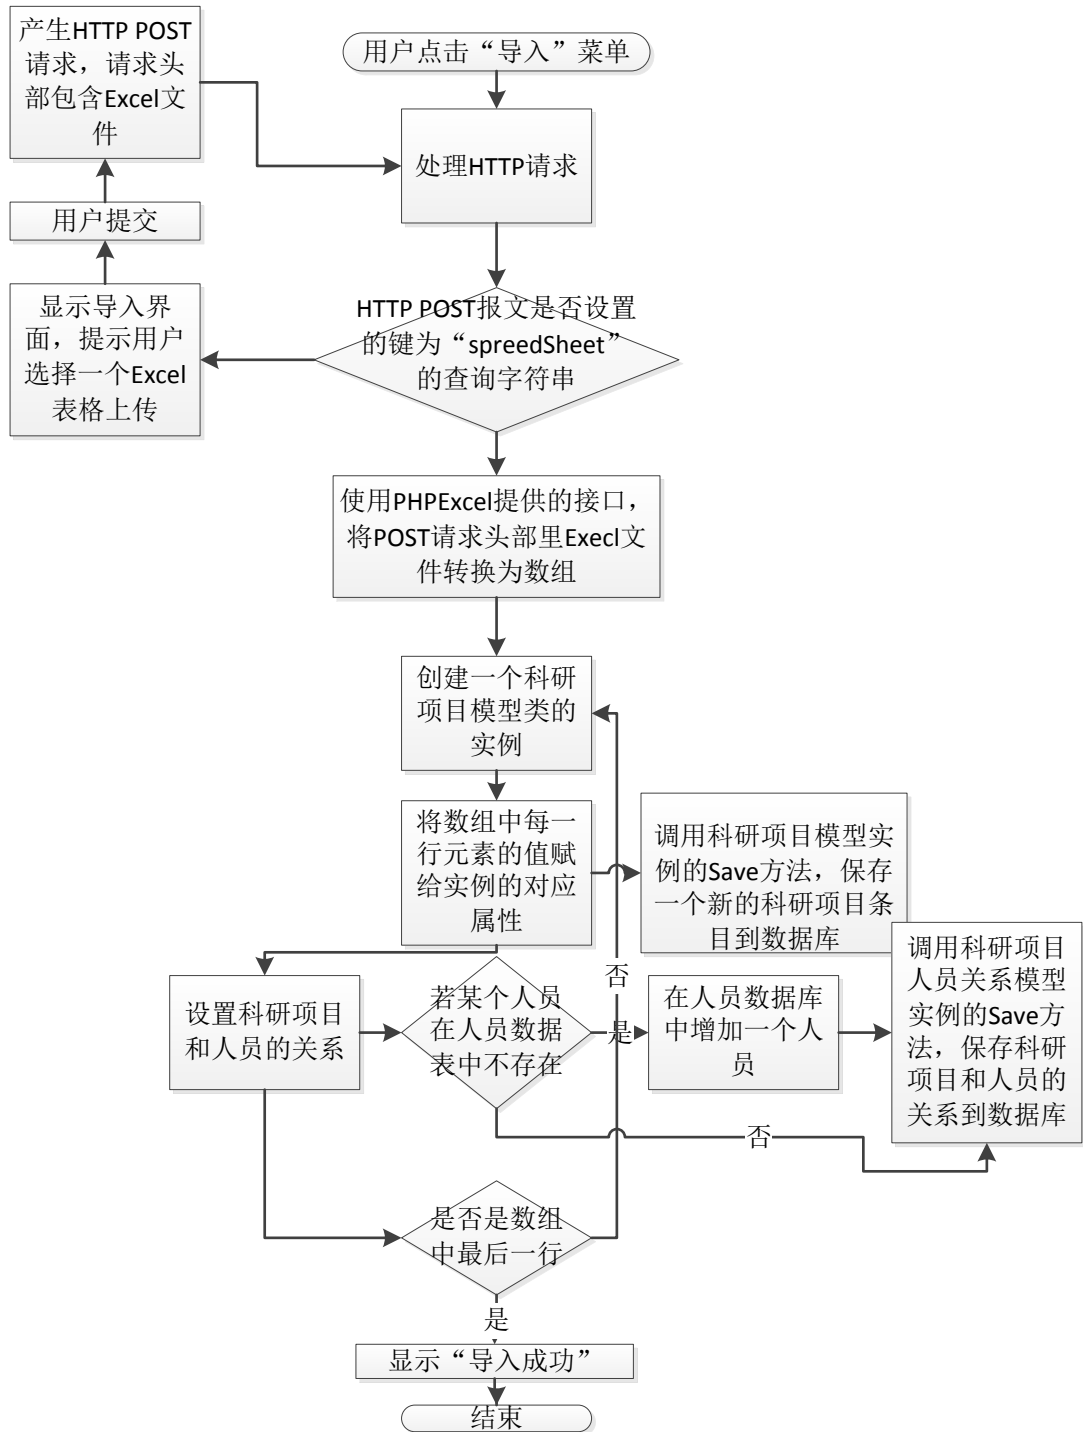 产生HTTP POST
请求，请求头
部包含Excel文
件
用户点击“导入”菜单
处理HTTP请求
用户提交
显示导入界
面，提示用户
选择一个Excel
表格上传
HTTP POST报文是否设置
的键为“spreedSheet”
的查询字符串
使用PHPExcel提供的接口，
将POST请求头部里Execl文
件转换为数组
创建一个科研
项目模型类的
实例
将数组中每一
行元素的值赋
给实例的对应
属性
调用科研项目模型实
例的Save方法，保存
一个新的科研项目条
目到数据库
设置科研项目
和人员的关系
若某个人员
在人员数据
表中不存在
否
是
在人员数据库
中增加一个人
员
调用科研项目
人员关系模型
实例的Save方
法，保存科研
项目和人员的
关系到数据库
否
是否是数组
中最后一行
是
显示“导入成功”
结束